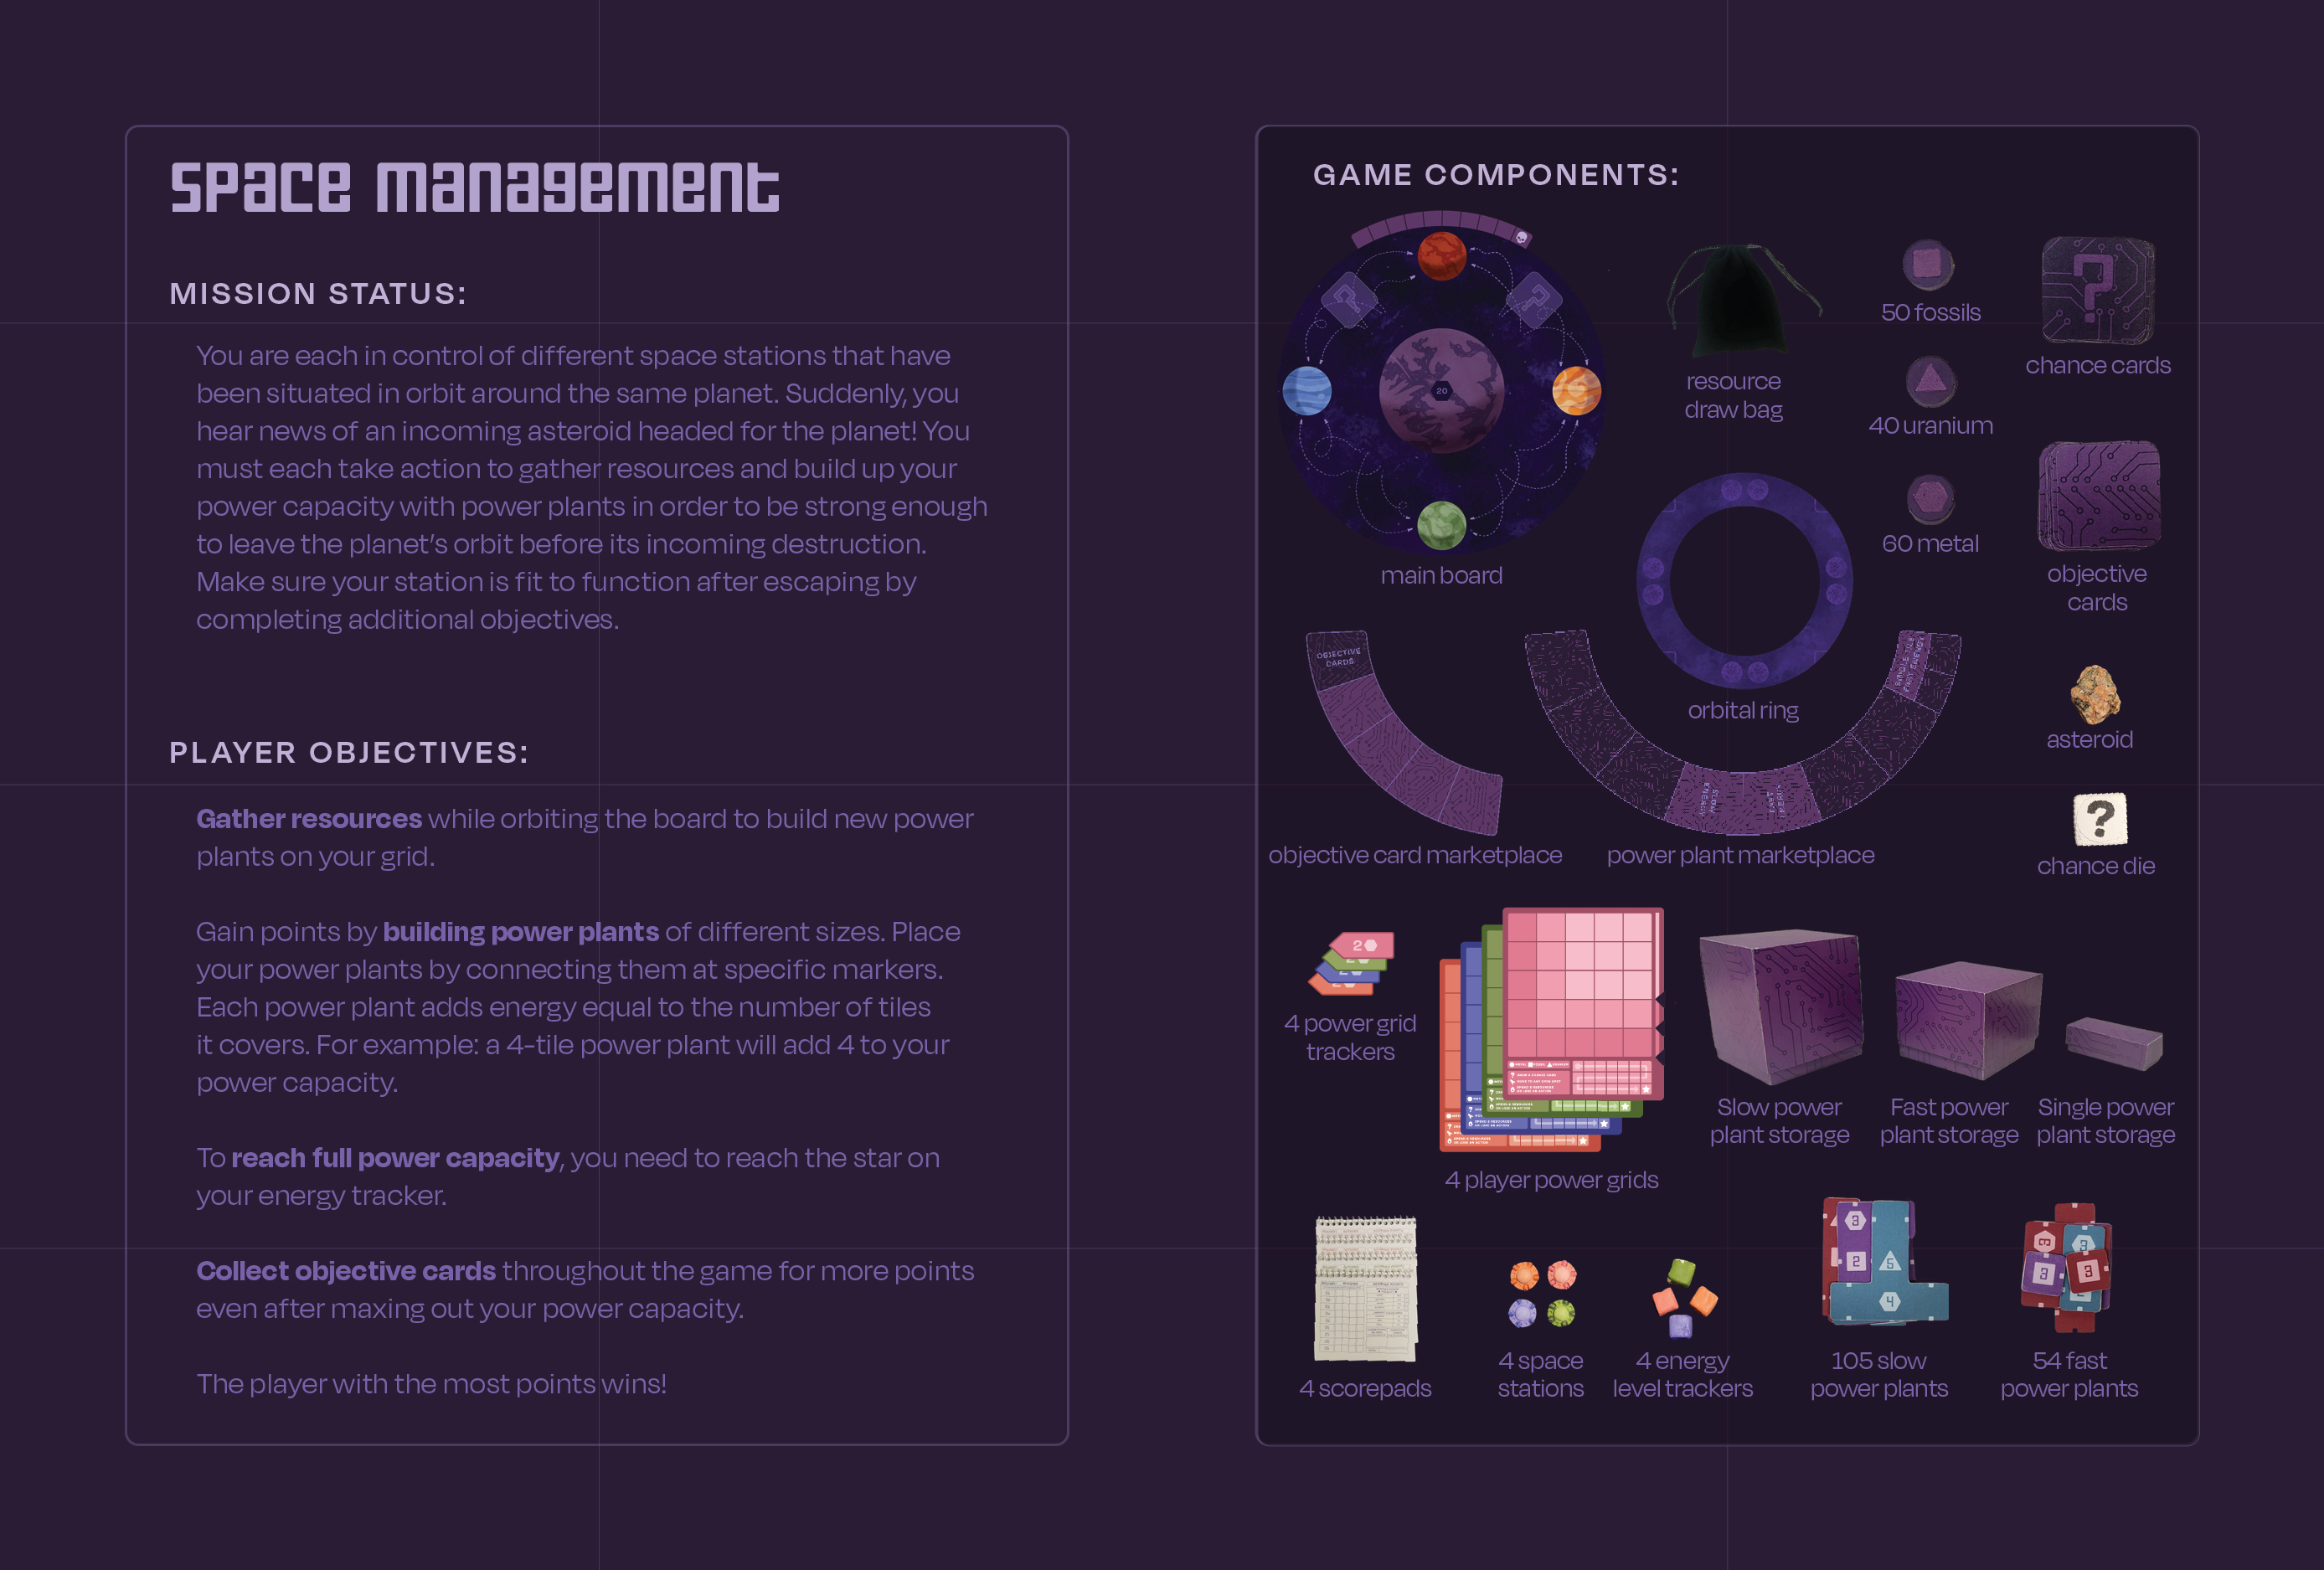 space management
MISSION STATUS:
You are each in control of different space stations that have
been situated in orbit around the same planet. Suddenly, you
hear news of an incoming asteroid headed for the planet! You
must each take action to gather resources and build up your
power capacity with power plants in order to be strong enough
to leave the planet’s orbit before its incoming destruction.
Make sure your station is fit to function after escaping by
completing additional objectives.
PLAYER OBJECTIVES:
Gather resources while orbiting the board to build new power
plants on your grid.
Gain points by building power plants of different sizes. Place
your power plants by connecting them at specific markers.
Each power plant adds energy equal to the number of tiles
it covers. For example: a 4-tile power plant will add 4 to your
power capacity.
To reach full power capacity, you need to reach the star on
your energy tracker.
Collect objective cards throughout the game for more points
even after maxing out your power capacity.
The player with the most points wins!
GAME COMPONENTS:
?
?
20
main board
resource
draw bag
50 fossils
40 uranium
60 metal
?
chance cards
objective
cards
orbital ring
OBJECTIVE
CARDS
objective card marketplace
power plant marketplace
asteroid
?
chance die
2
2
2
2
4 power grid
trackers
4 player power grids
Slow power
plant storage
Fast power
plant storage
Single power
plant storage
4 scorepads
4 space
stations
4 energy
level trackers
3
2
5
4
105 slow
power plants
3
3
3
3
54 fast
power plants